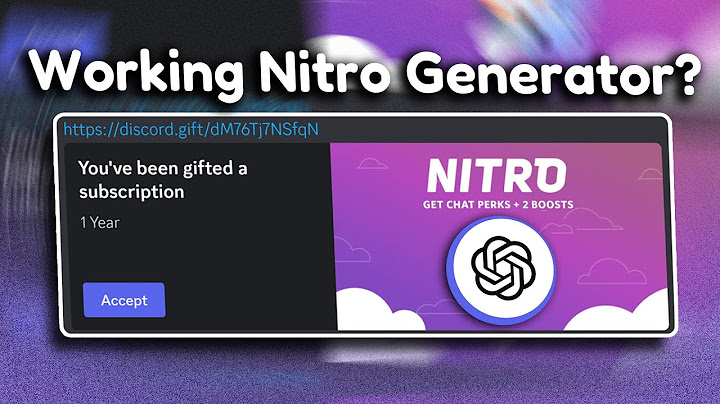 Working Nitro Generator?
https://discord.gift/dM76Tj7NSfqN
You've been gifted a
subscription
1 Year
Accept
NITRO
GET CHAT PERKS + 2 BOOSTS